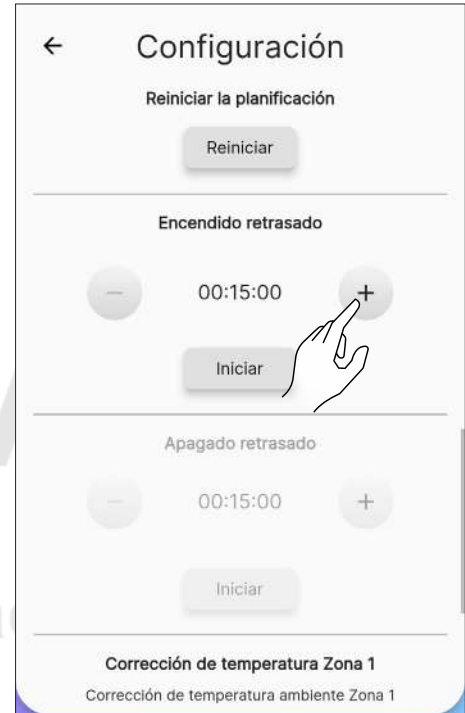 ← Configuración
Reiniciar la planificación
Reiniciar
Encendido retrasado
− 00:15:00 +
Iniciar
Apagado retrasado
− 00:15:00 +
Iniciar
Corrección de temperatura Zona 1
Corrección de temperatura ambiente Zona 1